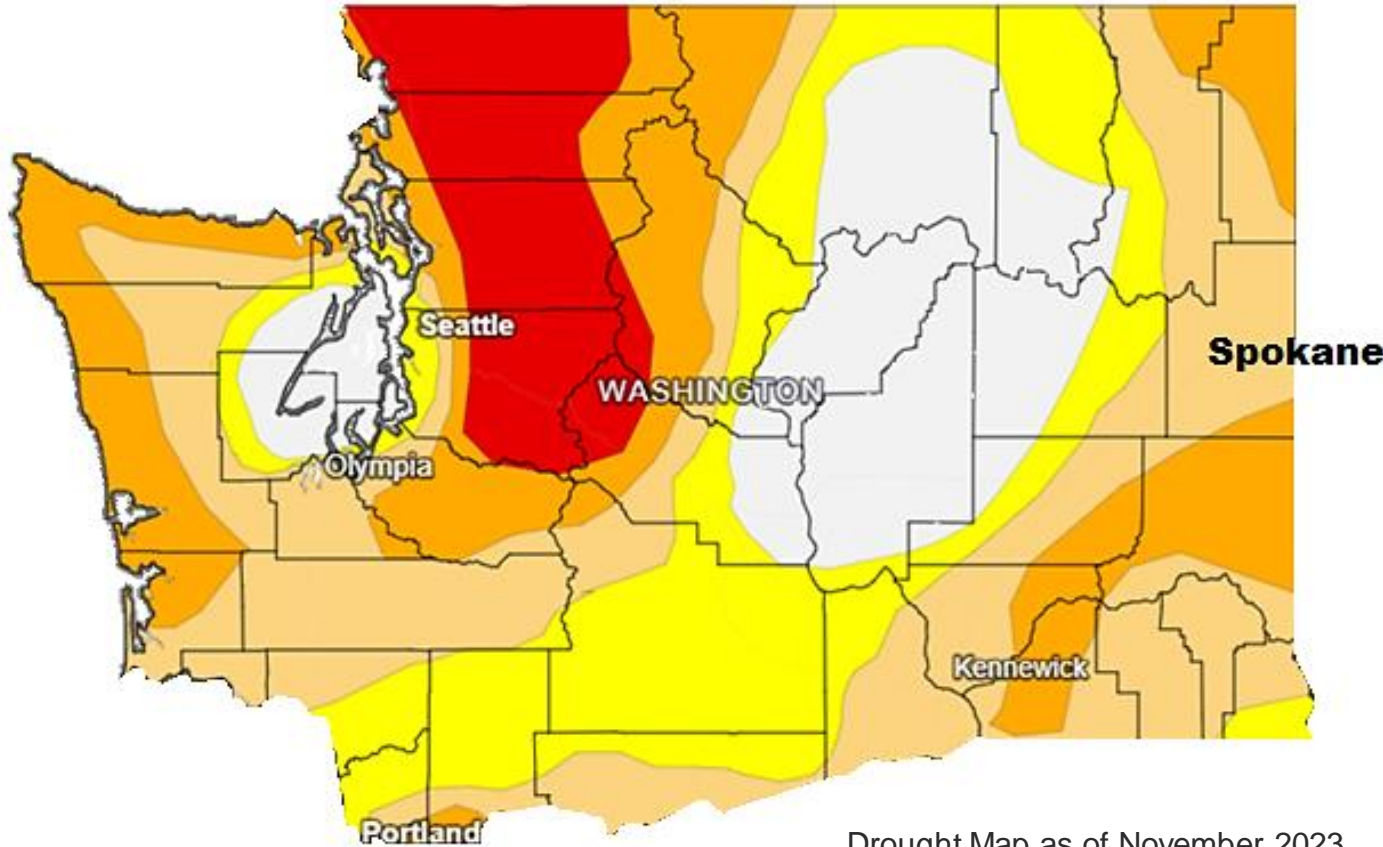 Seattle
Spokane
WASHINGTON
Olympia
Kennewick
Portland
Drought Map as of November 2023